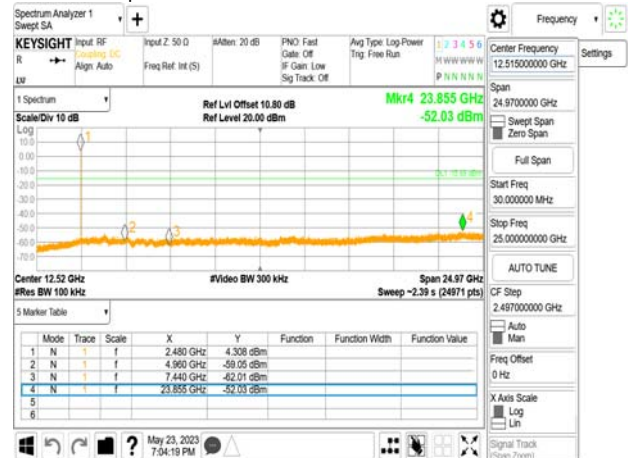 Spectrum Analyzer 1
Swept SA
+
Frequency
KEYSIGHT
R
LXI
Input: RF
Coupling: DC
Align: Auto
Input Z: 50 Ω
Freq Ref: Int (S)
#Atten: 20 dB
PNO: Fast
Gate: Off
IF Gain: Low
Sig Track: Off
Avg Type: Log-Power
Trig: Free Run
1 2 3 4 5 6
M W W W W W
P N N N N N
Center Frequency
12.515000000 GHz
Settings
Span
24.9700000 GHz
Swept Span
Zero Span
Full Span
Start Freq
30.000000 MHz
Stop Freq
25.000000000 GHz
AUTO TUNE
CF Step
2.497000000 GHz
Auto
Man
Freq Offset
0 Hz
X Axis Scale
Log
Lin
Signal Track
(Span Zoom)
1 Spectrum
Scale/Div 10 dB
Ref Lvl Offset 10.80 dB
Ref Level 20.00 dBm
Mkr4 23.855 GHz
-52.03 dBm
Log
10.0
0.00
-10.0
-20.0
-30.0
-40.0
-50.0
-60.0
-70.0
1
2
3
4
Center 12.52 GHz
#Res BW 100 kHz
#Video BW 300 kHz
Span 24.97 GHz
Sweep ~2.39 s (24971 pts)
5 Marker Table
Mode Trace Scale X Y Function Function Width Function Value
1 N 1 f 2.480 GHz 4.308 dBm
2 N 1 f 4.960 GHz -59.05 dBm
3 N 1 f 7.440 GHz -62.01 dBm
4 N 1 f 23.855 GHz -52.03 dBm
5
6
?
May 23, 2023
7:04:19 PM